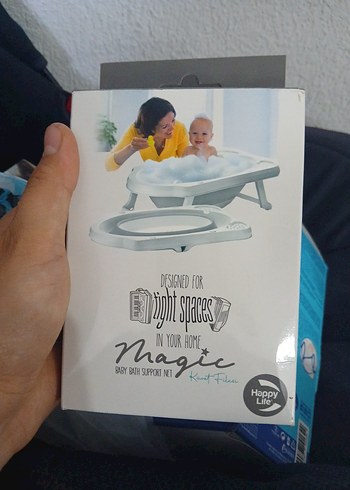 DESIGNED FOR
tight spaces
IN YOUR HOME
Magic
BABY BATH SUPPORT NET
Happy
Life